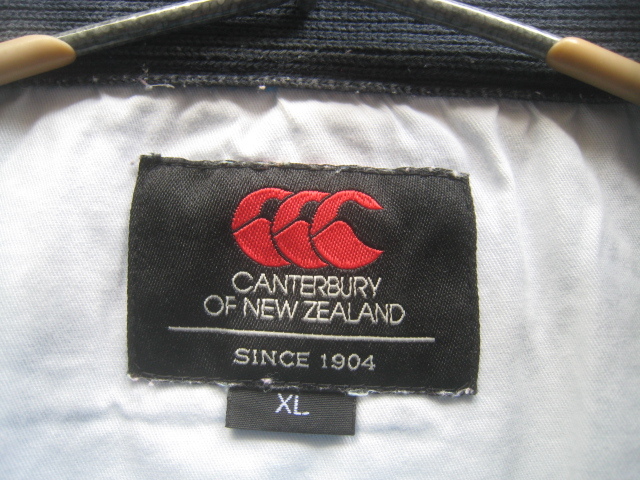 CANTERBURY
OF NEW ZEALAND
SINCE 1904
XL